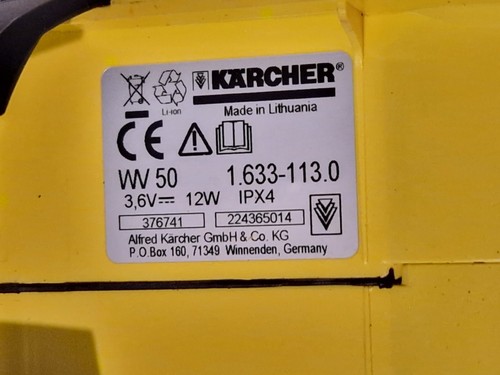 KÄRCHER®
Li-ion
Made in Lithuania
CE
WV 50 1.633-113.0
3,6V⎓ 12W IPX4
376741 224365014
Alfred Kärcher GmbH & Co. KG
P.O.Box 160, 71349 Winnenden, Germany